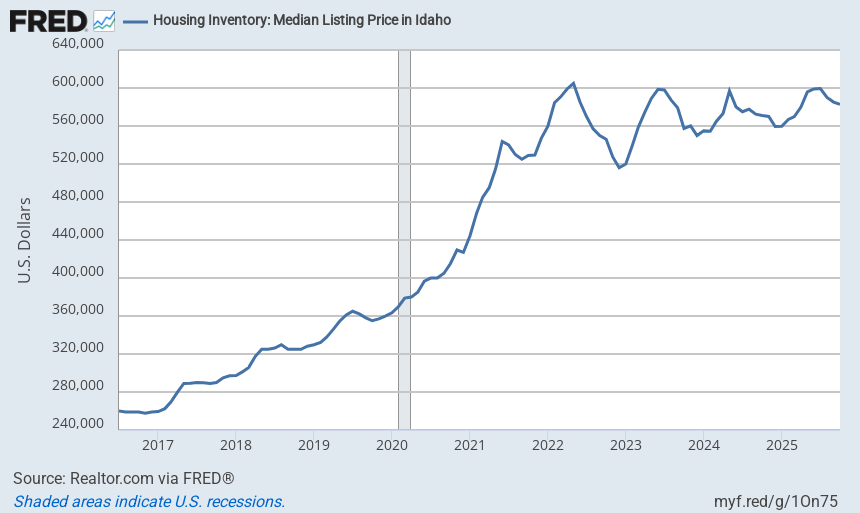 FRED
Housing Inventory: Median Listing Price in Idaho
U.S. Dollars
640,000
600,000
560,000
520,000
480,000
440,000
400,000
360,000
320,000
280,000
240,000
2017 2018 2019 2020 2021 2022 2023 2024 2025
Source: Realtor.com via FRED®
Shaded areas indicate U.S. recessions.
myf.red/g/1On75